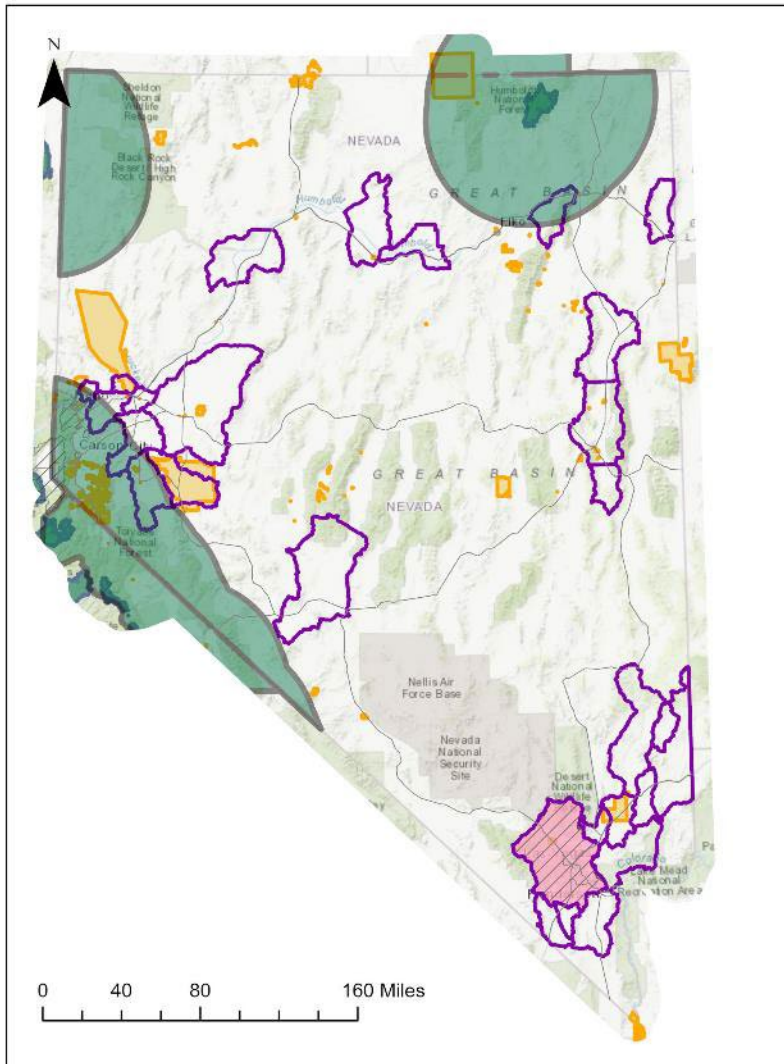 N
Sheldon
National
Wildlife
Refuge
Humboldt
National
Forest
NEVADA
Black Rock
Desert High
Rock Canyon
GREAT BASIN
Humboldt
Humboldt
Elko
Carson City
GREAT BASIN
NEVADA
Toiyabe
National
Forest
Nellis Air
Force Base
Nevada
National
Security
Site
Desert
National
Wildlife
Colorado
Lake Mead
National
Recreation Area
0 40 80 160 Miles